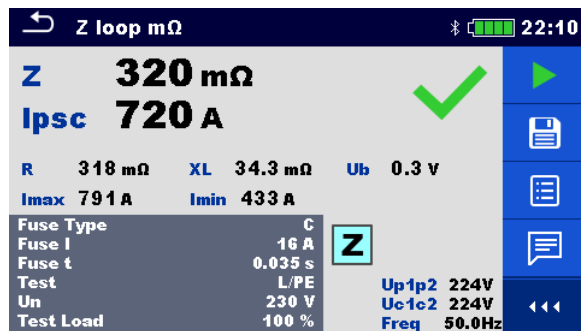 Z loop mΩ 22:10
Z 320 mΩ
Ipsc 720 A
R 318 mΩ XL 34.3 mΩ Ub 0.3 V
Imax 791 A Imin 433 A
Fuse Type C
Fuse I 16 A
Fuse t 0.035 s
Test L/PE
Un 230 V
Test Load 100 %
Z
Up1p2 224V
Uc1c2 224V
Freq 50.0Hz